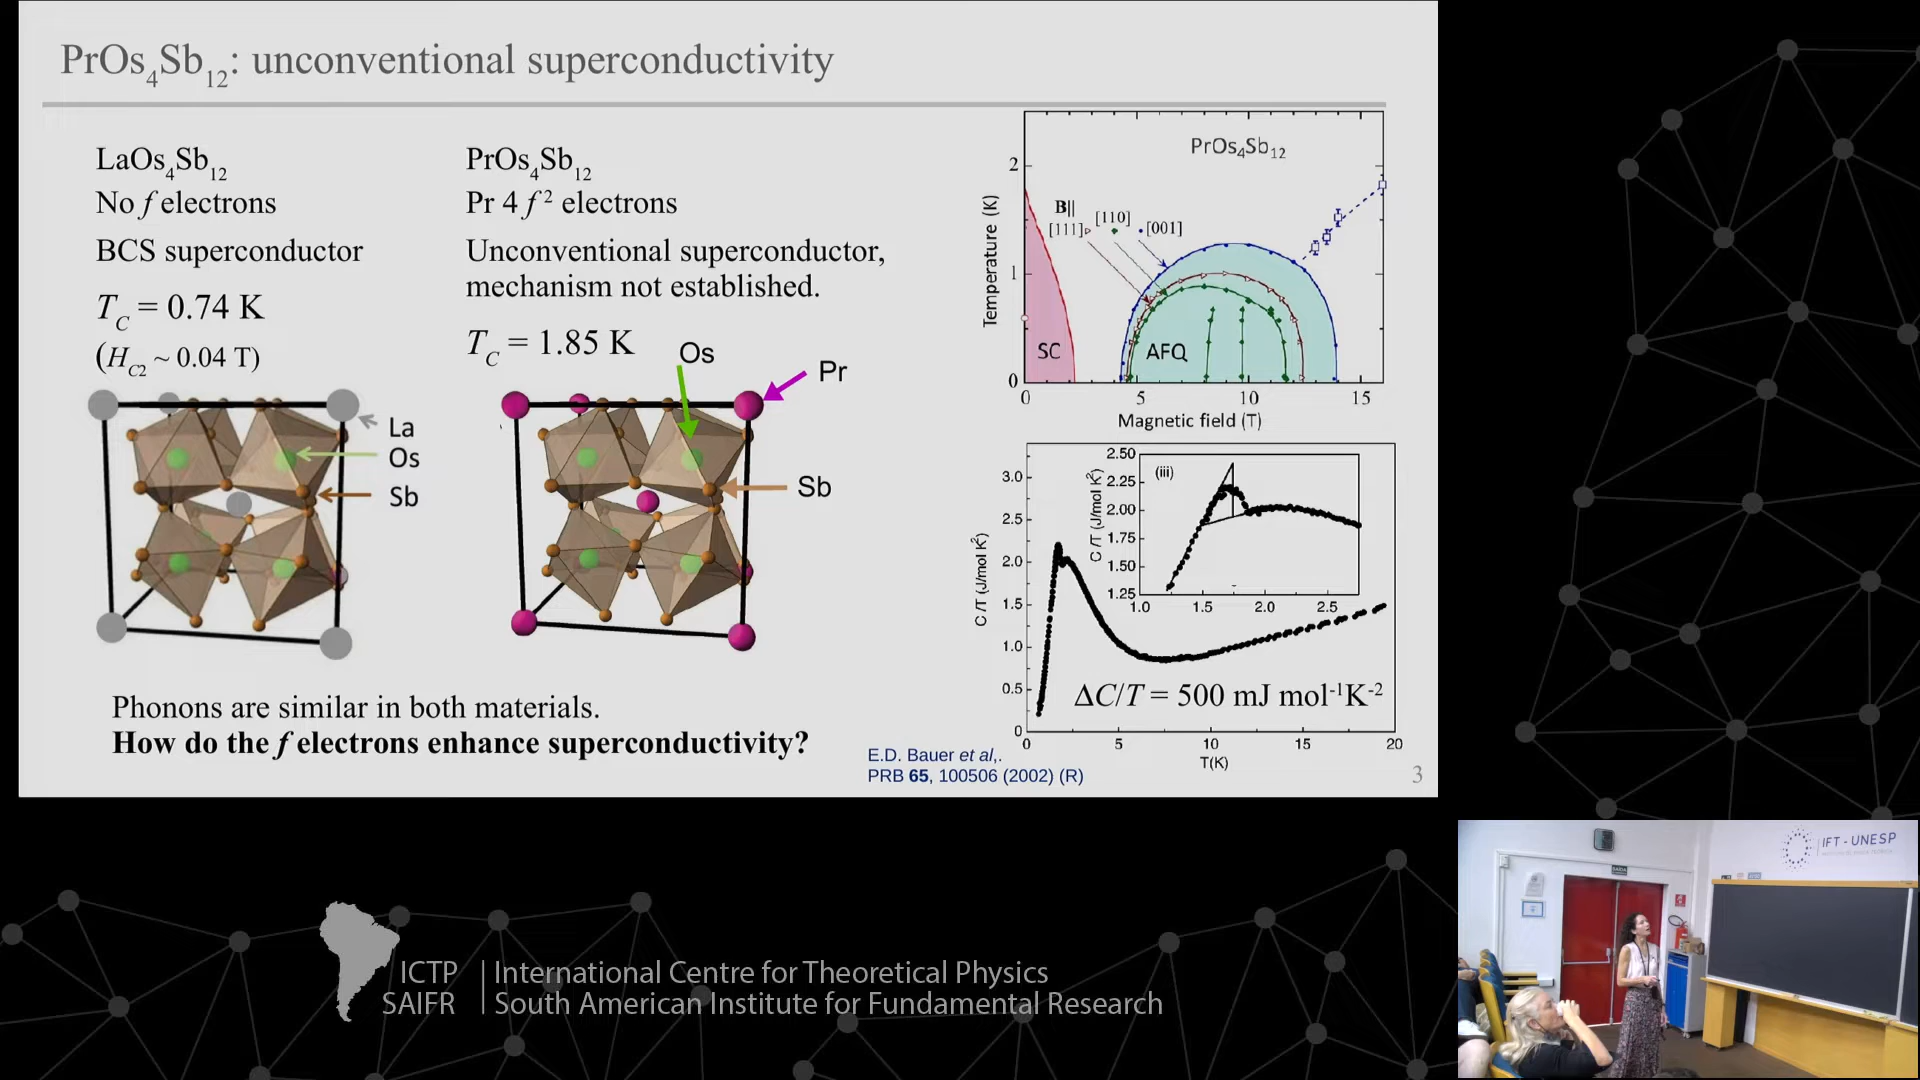 PrOs4Sb12: unconventional superconductivity
LaOs4Sb12
No f electrons
BCS superconductor
TC = 0.74 K
(HC2 ~ 0.04 T)
PrOs4Sb12
Pr 4 f2 electrons
Unconventional superconductor,
mechanism not established.
TC = 1.85 K
La
Os
Sb
Os
Pr
Sb
Phonons are similar in both materials.
How do the f electrons enhance superconductivity?
PrOs4Sb12
B||
[111]
[110]
[001]
SC
AFQ
Temperature (K)
2
1
0
0
5
10
15
Magnetic field (T)
(iii)
C /T (J/mol K2)
2.50
2.25
2.00
1.75
1.50
1.25
1.0
1.5
2.0
2.5
C /T (J/mol K2)
3.0
2.5
2.0
1.5
1.0
0.5
0
0
5
10
15
20
T(K)
ΔC/T = 500 mJ mol-1K-2
E.D. Bauer et al,.
PRB 65, 100506 (2002) (R)
3
ICTP | International Centre for Theoretical Physics
SAIFR | South American Institute for Fundamental Research
IFT - UNESP